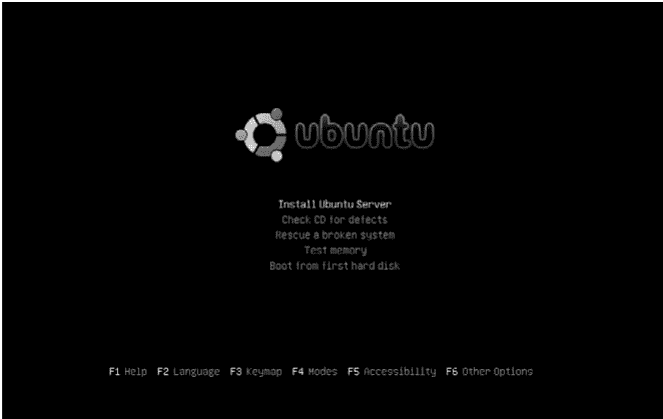 ubuntu
Install Ubuntu Server
Check CD for defects
Rescue a broken system
Test memory
Boot from first hard disk
F1 Help F2 Language F3 Keymap F4 Modes F5 Accessibility F6 Other Options